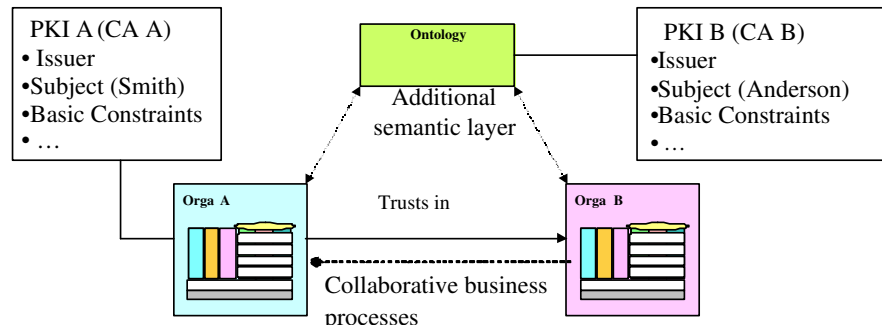 PKI A (CA A)
• Issuer
• Subject (Smith)
• Basic Constraints
• …
Ontology
Additional
semantic layer
PKI B (CA B)
•Issuer
•Subject (Anderson)
•Basic Constraints
• …
Orga A
Trusts in
Orga B
Collaborative business
processes